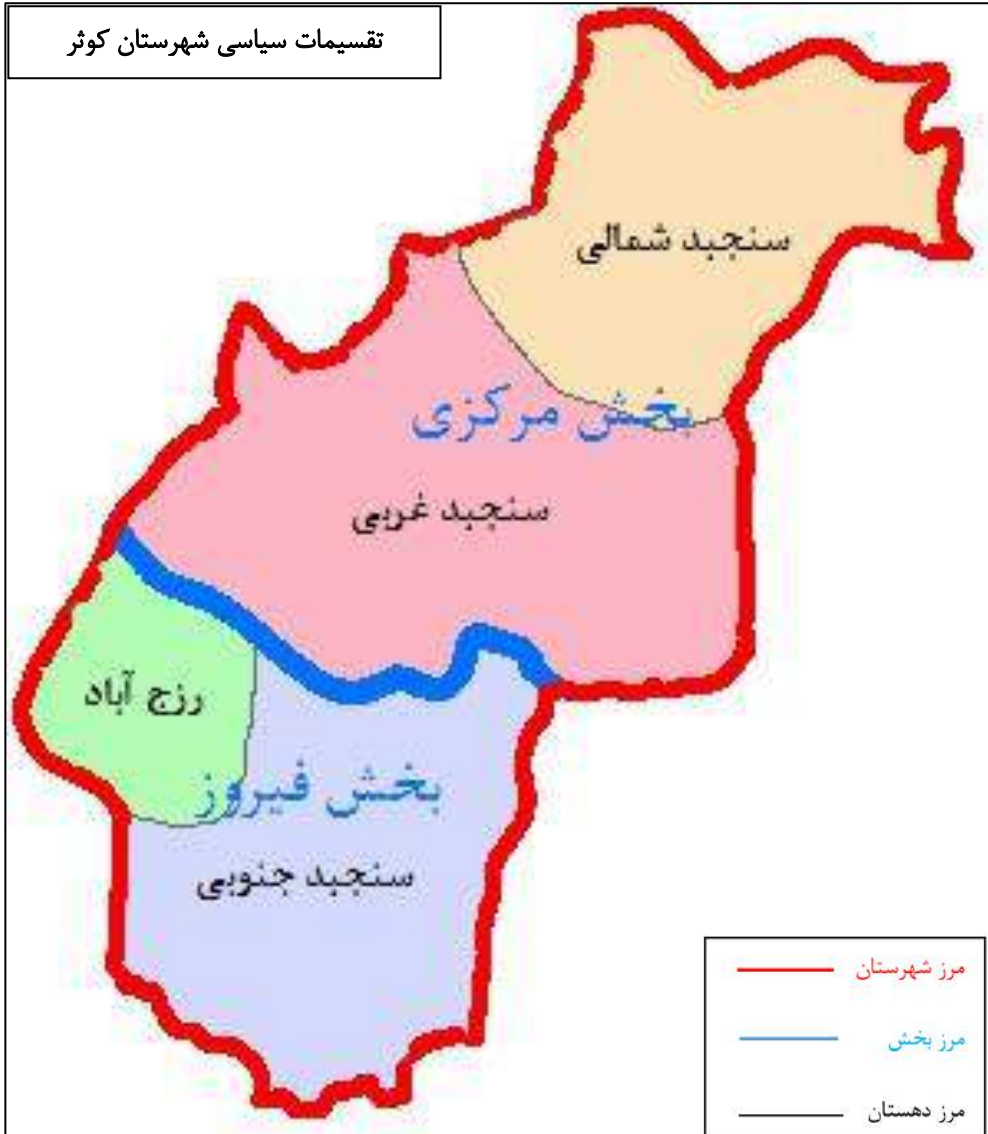 تقسیمات سیاسی شهرستان کوثر
سنجبد شمالی
بخش مرکزی
سنجبد غربی
رزج آباد
بخش فیروز
سنجبد جنوبی
مرز شهرستان
مرز بخش
مرز دهستان